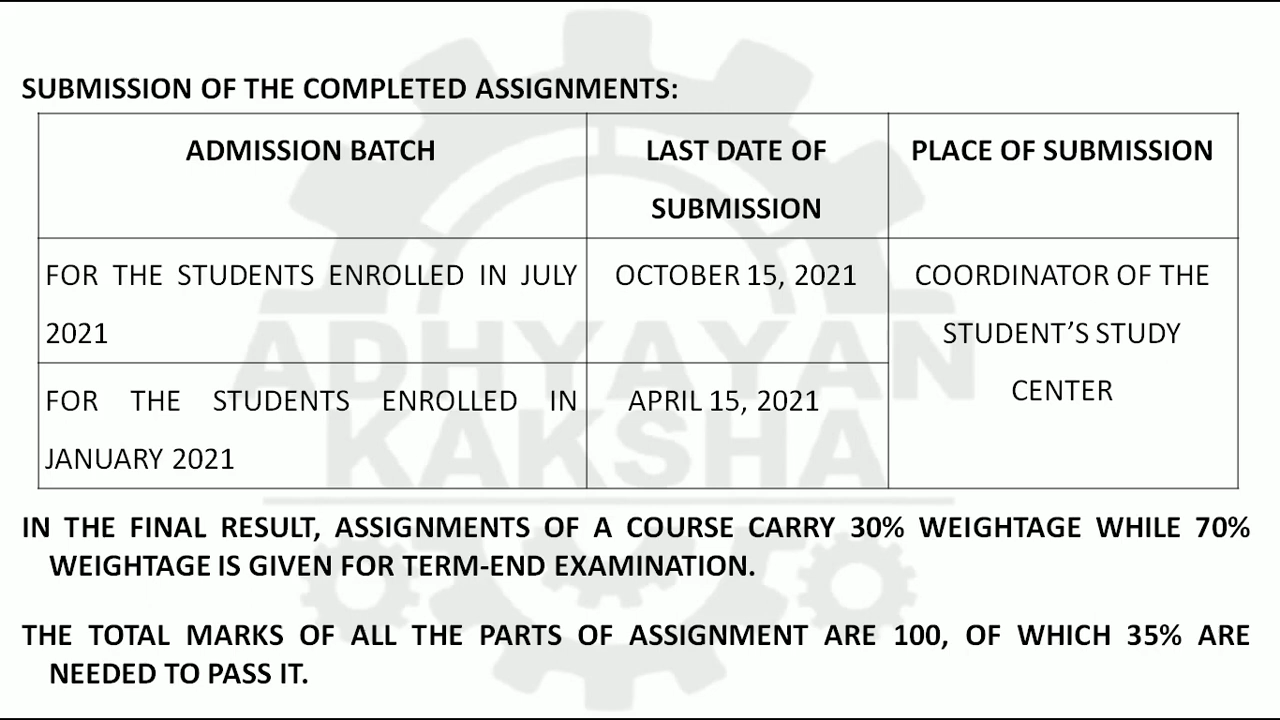 SUBMISSION OF THE COMPLETED ASSIGNMENTS:
ADMISSION BATCH
LAST DATE OF
SUBMISSION
PLACE OF SUBMISSION
FOR THE STUDENTS ENROLLED IN JULY
2021
OCTOBER 15, 2021
COORDINATOR OF THE
STUDENT’S STUDY
CENTER
FOR THE STUDENTS ENROLLED IN
JANUARY 2021
APRIL 15, 2021
ADHYAYAN
KAKSHA
IN THE FINAL RESULT, ASSIGNMENTS OF A COURSE CARRY 30% WEIGHTAGE WHILE 70%
WEIGHTAGE IS GIVEN FOR TERM-END EXAMINATION.
THE TOTAL MARKS OF ALL THE PARTS OF ASSIGNMENT ARE 100, OF WHICH 35% ARE
NEEDED TO PASS IT.